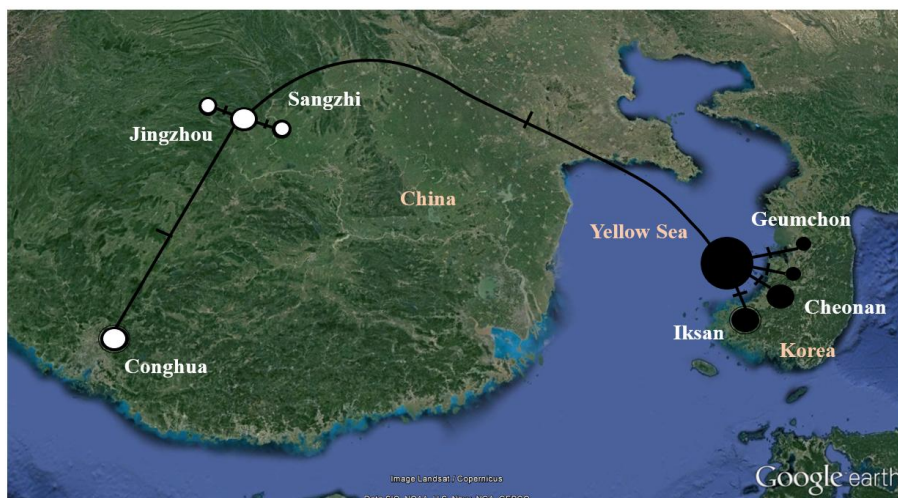 Sangzhi
Jingzhou
China
Geumchon
Yellow Sea
Cheonan
Iksan
Korea
Conghua
Image Landsat / Copernicus
Google earth